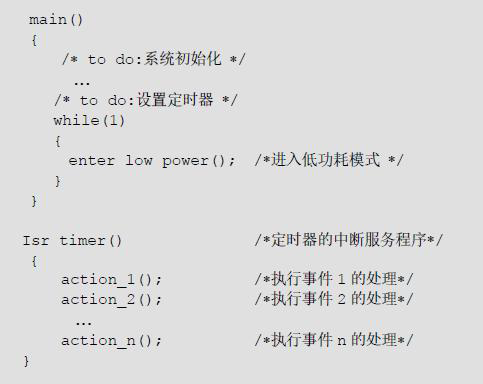 main()
{
/* to do:系统初始化 */
…
/* to do:设置定时器 */
while(1)
{
enter low power(); /*进入低功耗模式 */
}
}
Isr timer() /*定时器的中断服务程序*/
{
action_1(); /*执行事件 1 的处理*/
action_2(); /*执行事件 2 的处理*/
…
action_n(); /*执行事件 n 的处理*/
}